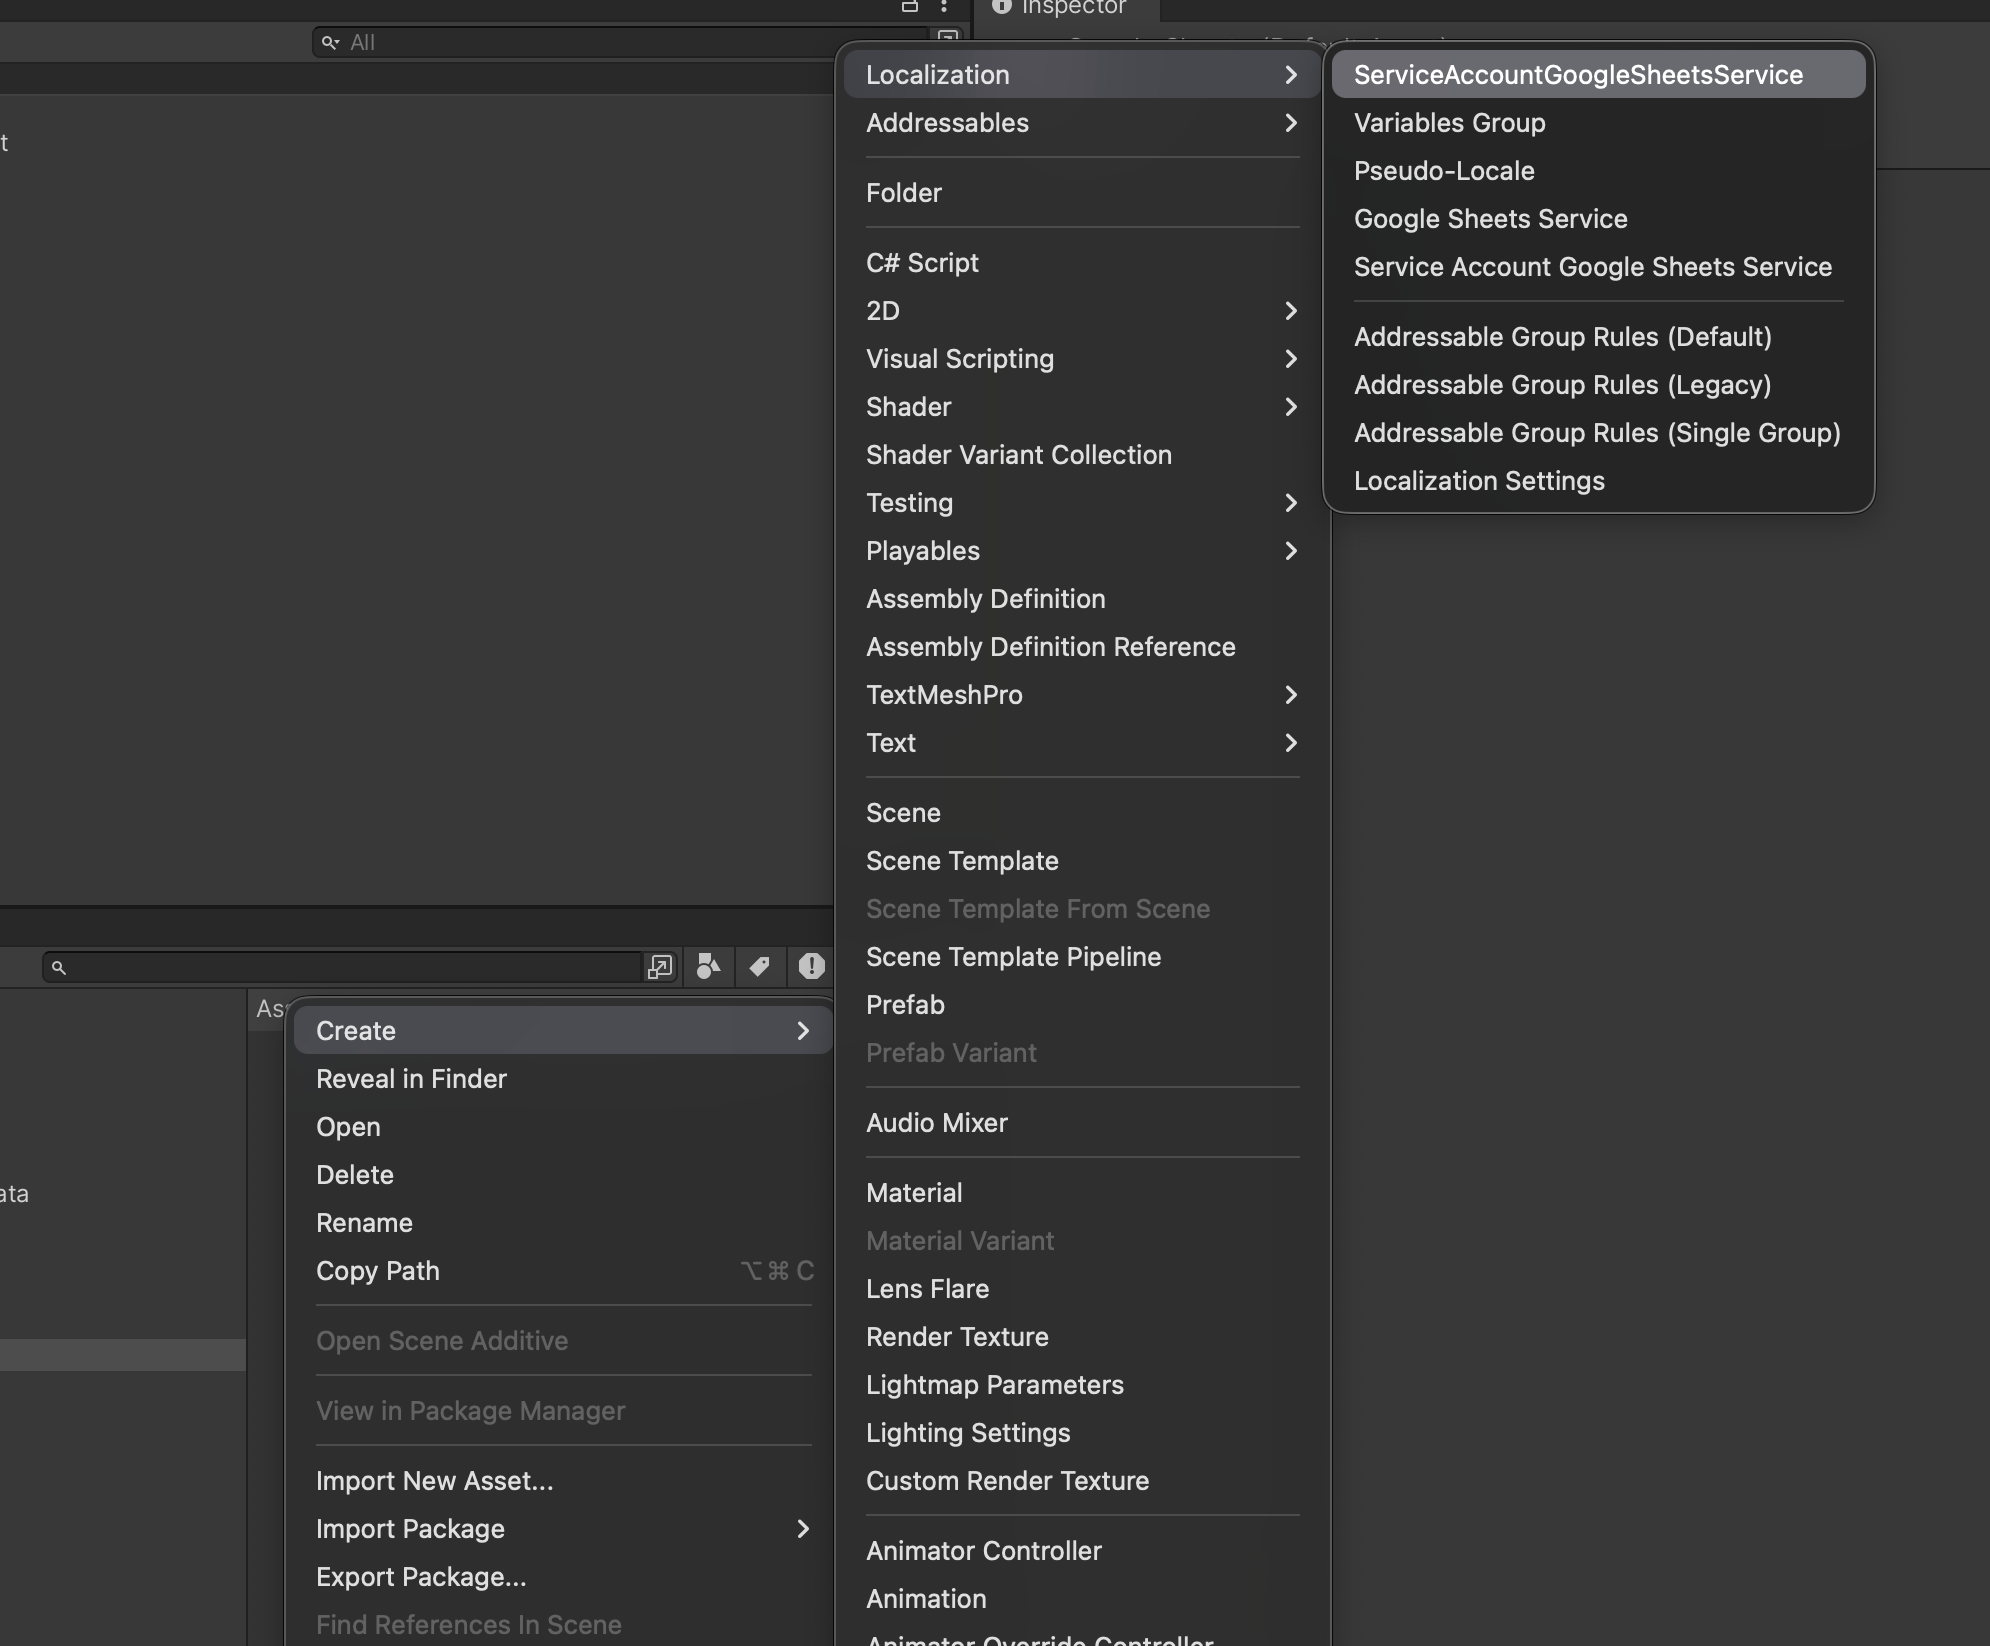 Inspector
All
t
Localization
Addressables
Folder
C# Script
2D
Visual Scripting
Shader
Shader Variant Collection
Testing
Playables
Assembly Definition
Assembly Definition Reference
TextMeshPro
Text
Scene
Scene Template
Scene Template From Scene
Scene Template Pipeline
Prefab
Prefab Variant
Audio Mixer
Material
Material Variant
Lens Flare
Render Texture
Lightmap Parameters
Lighting Settings
Custom Render Texture
Animator Controller
Animation
Animator Override Controller
ServiceAccountGoogleSheetsService
Variables Group
Pseudo-Locale
Google Sheets Service
Service Account Google Sheets Service
Addressable Group Rules (Default)
Addressable Group Rules (Legacy)
Addressable Group Rules (Single Group)
Localization Settings
Ass
Create
Reveal in Finder
Open
Delete
Rename
Copy Path ⌥⌘C
Open Scene Additive
View in Package Manager
Import New Asset...
Import Package
Export Package...
Find References In Scene
ata